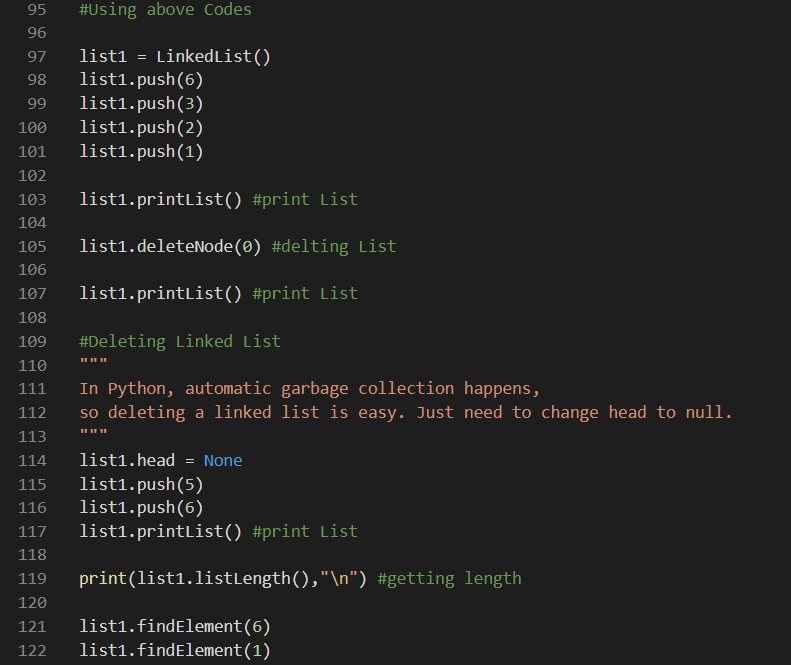 95 #Using above Codes
96
97 list1 = LinkedList()
98 list1.push(6)
99 list1.push(3)
100 list1.push(2)
101 list1.push(1)
102
103 list1.printList() #print List
104
105 list1.deleteNode(0) #delting List
106
107 list1.printList() #print List
108
109 #Deleting Linked List
110 """
111 In Python, automatic garbage collection happens,
112 so deleting a linked list is easy. Just need to change head to null.
113 """
114 list1.head = None
115 list1.push(5)
116 list1.push(6)
117 list1.printList() #print List
118
119 print(list1.listLength(),"\n") #getting length
120
121 list1.findElement(6)
122 list1.findElement(1)